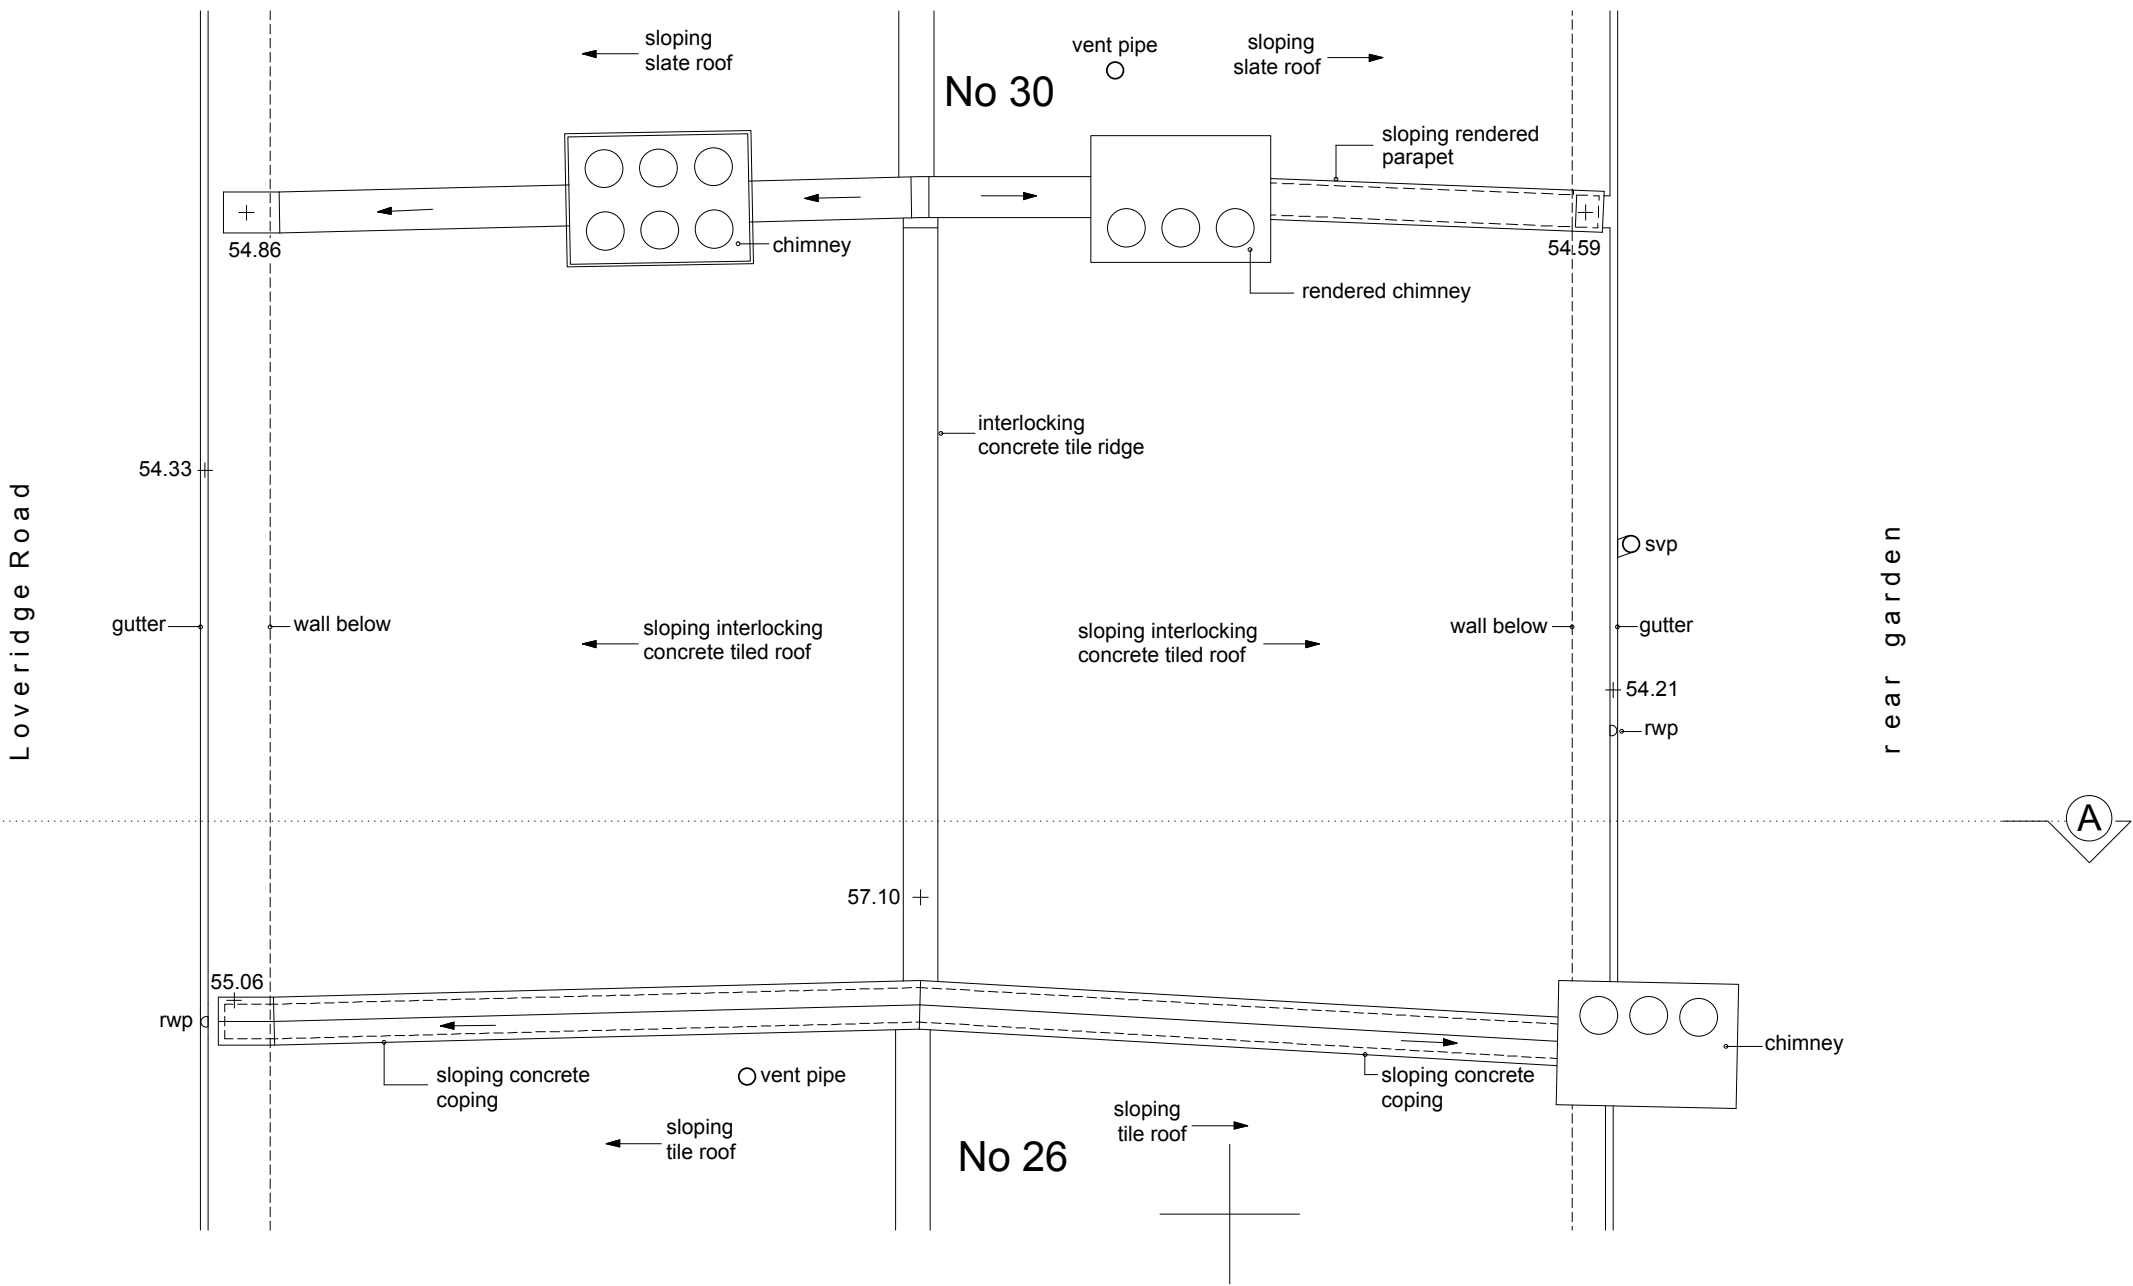 sloping
slate roof
vent pipe
sloping
slate roof
No 30
sloping rendered
parapet
chimney
54.86
54.59
rendered chimney
interlocking
concrete tile ridge
54.33
Loveridge Road
svp
rear garden
gutter
wall below
sloping interlocking
concrete tiled roof
sloping interlocking
concrete tiled roof
wall below
gutter
54.21
rwp
A
57.10
55.06
rwp
chimney
sloping concrete
coping
vent pipe
sloping concrete
coping
sloping
tile roof
No 26
sloping
tile roof